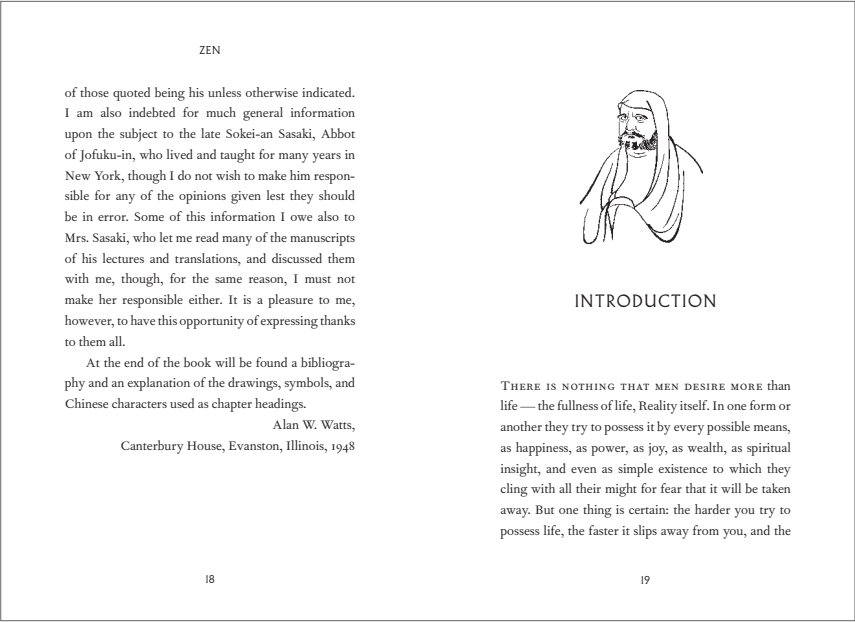 ZEN
of those quoted being his unless otherwise indicated.
I am also indebted for much general information
upon the subject to the late Sokei-an Sasaki, Abbot
of Jofuku-in, who lived and taught for many years in
New York, though I do not wish to make him respon-
sible for any of the opinions given lest they should
be in error. Some of this information I owe also to
Mrs. Sasaki, who let me read many of the manuscripts
of his lectures and translations, and discussed them
with me, though, for the same reason, I must not
make her responsible either. It is a pleasure to me,
however, to have this opportunity of expressing thanks
to them all.
At the end of the book will be found a bibliogra-
phy and an explanation of the drawings, symbols, and
Chinese characters used as chapter headings.
Alan W. Watts,
Canterbury House, Evanston, Illinois, 1948
18
INTRODUCTION
There is nothing that men desire more than
life — the fullness of life, Reality itself. In one form or
another they try to possess it by every possible means,
as happiness, as power, as joy, as wealth, as spiritual
insight, and even as simple existence to which they
cling with all their might for fear that it will be taken
away. But one thing is certain: the harder you try to
possess life, the faster it slips away from you, and the
19